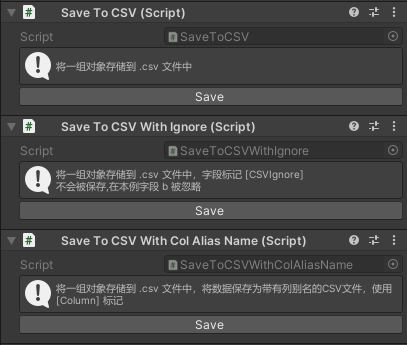 Save To CSV (Script)
Script
SaveToCSV
将一组对象存储到 .csv 文件中
Save
Save To CSV With Ignore (Script)
Script
SaveToCSVWithIgnore
将一组对象存储到 .csv 文件中，字段标记 [CSVIgnore]
不会被保存,在本例字段 b 被忽略
Save
Save To CSV With Col Alias Name (Script)
Script
SaveToCSVWithColAliasName
将一组对象存储到 .csv 文件中，将数据保存为带有列别名的CSV文件，使用
[Column] 标记
Save